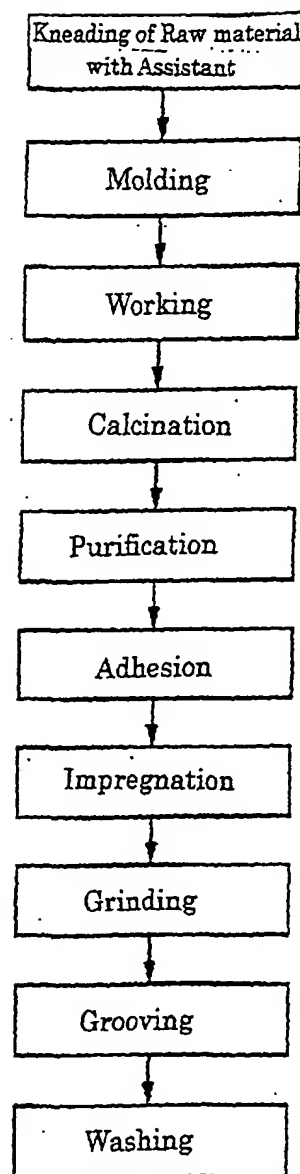 Kneading of Raw material
with Assistant
Molding
Working
Calcination
Purification
Adhesion
Impregnation
Grinding
Grooving
Washing